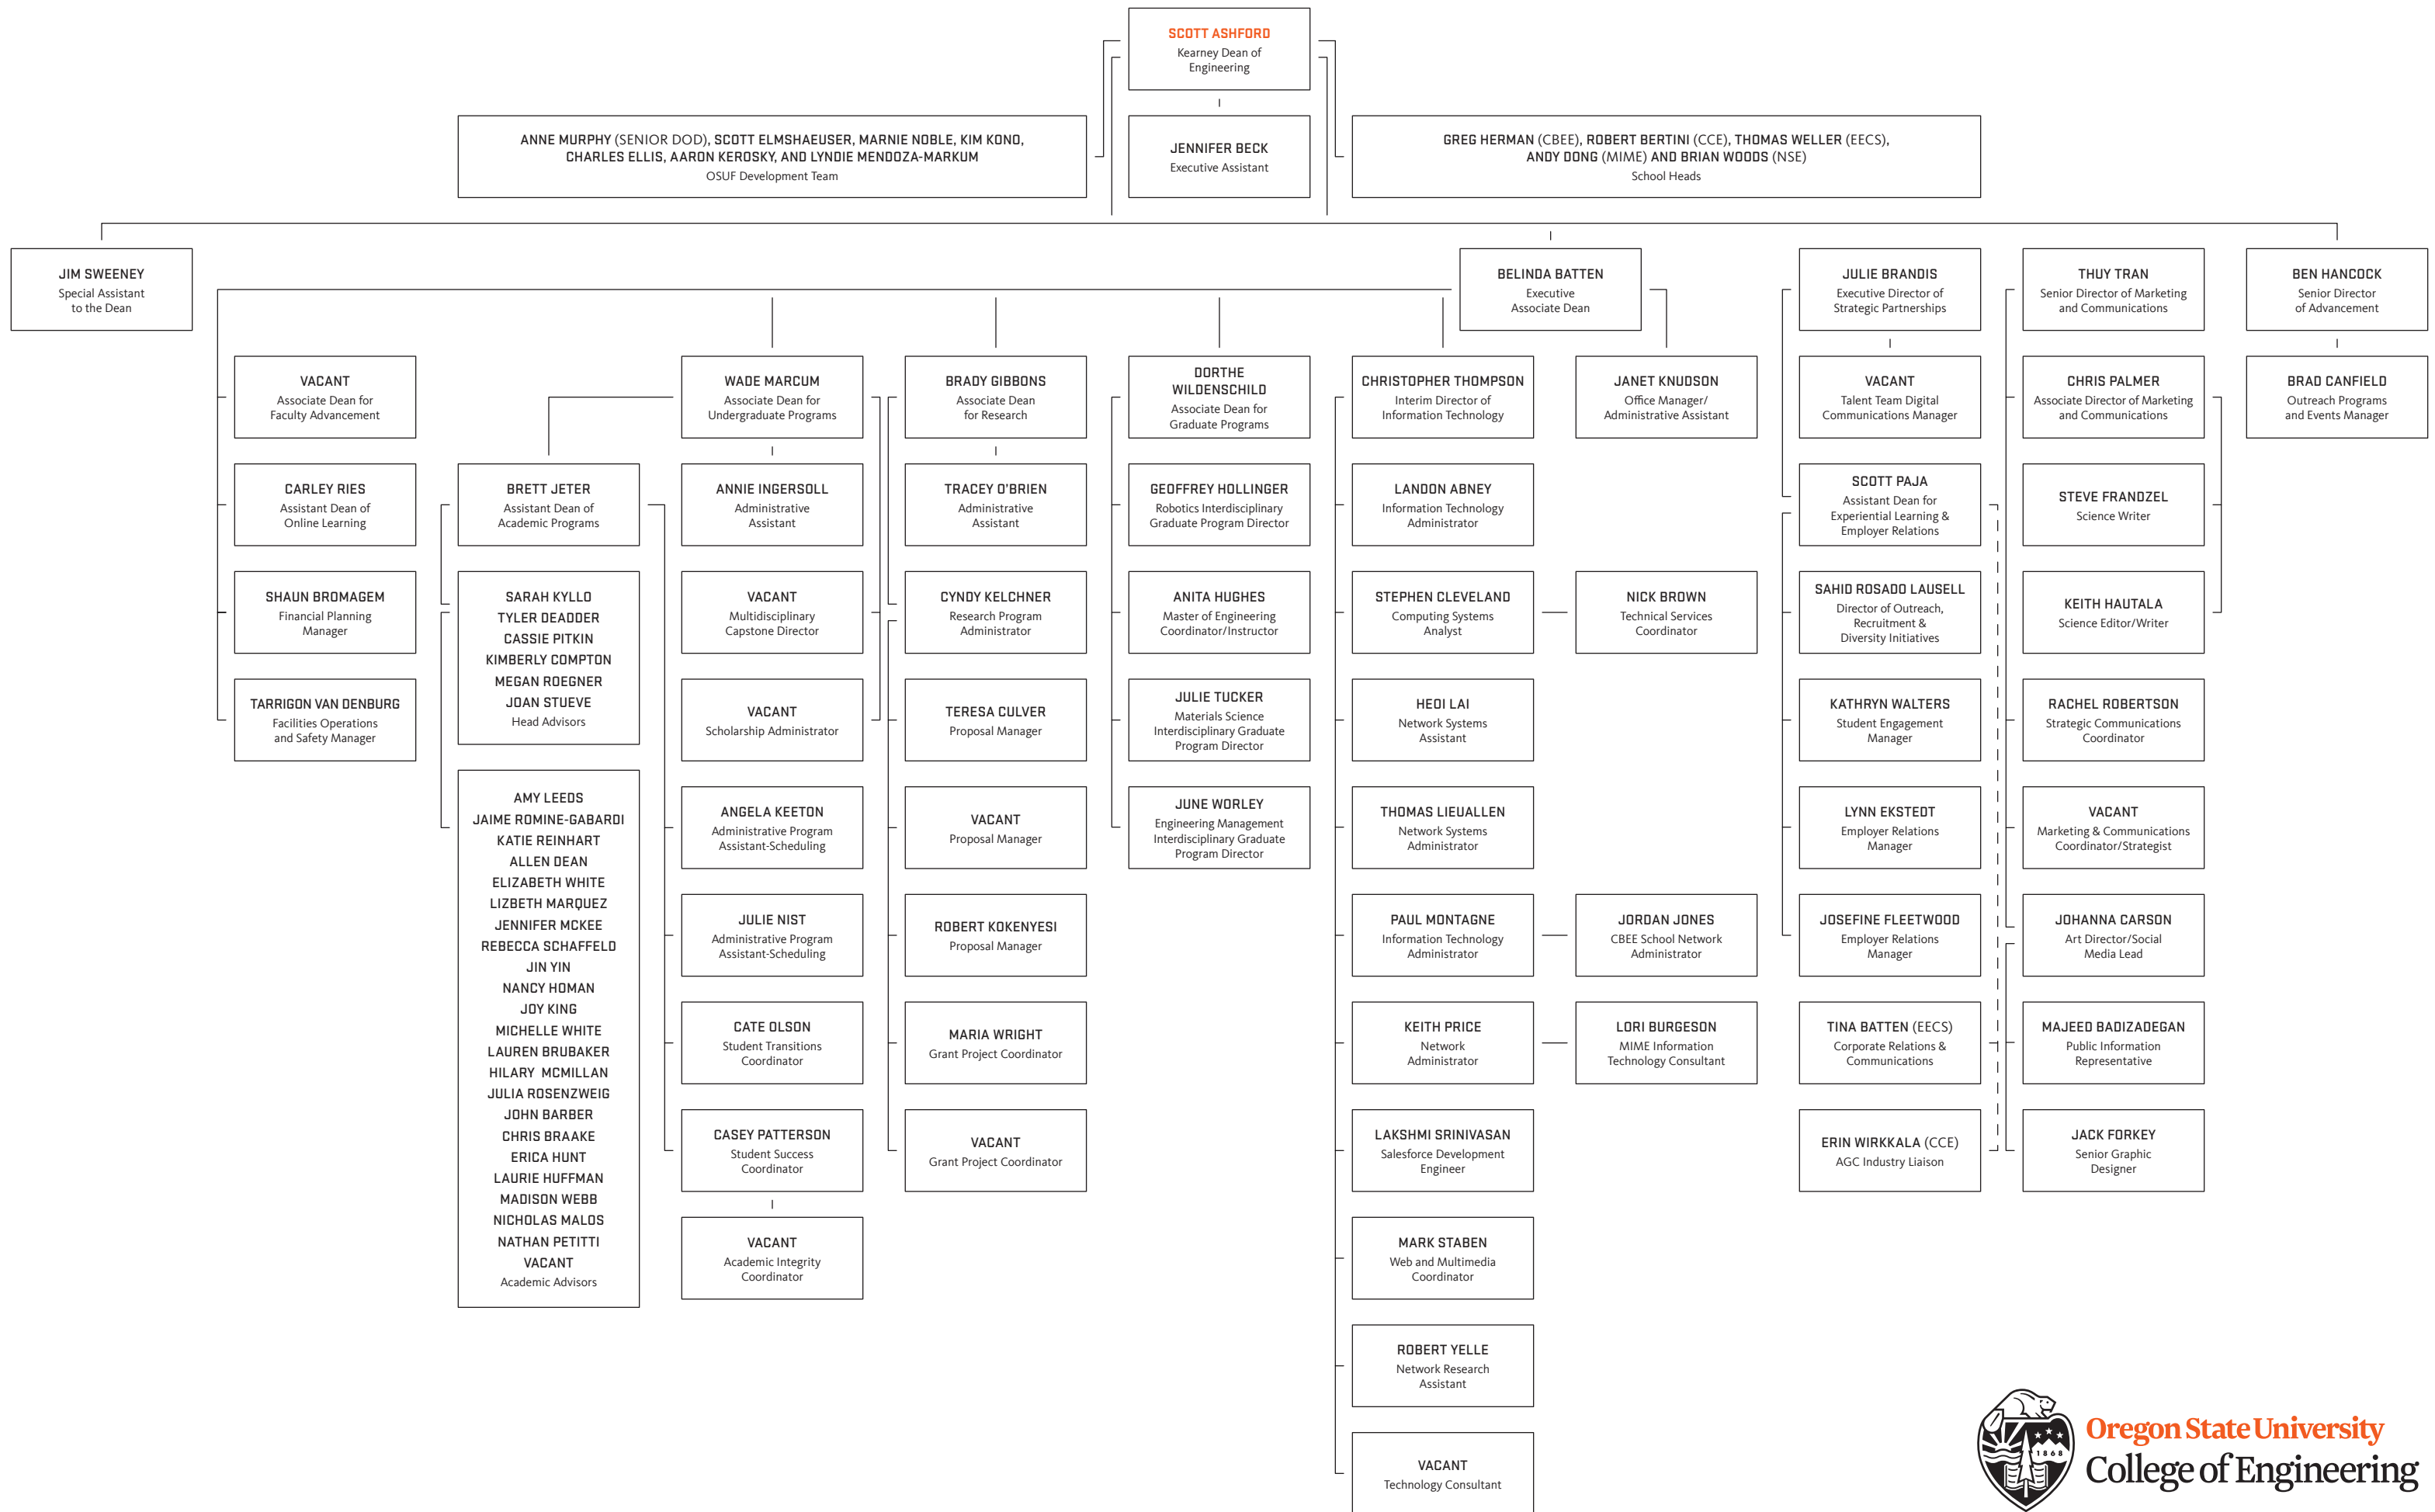 SCOTT ASHFORD
Kearney Dean of
Engineering
ANNE MURPHY (SENIOR DOD), SCOTT ELMSHAEUSER, MARNIE NOBLE, KIM KONO,
CHARLES ELLIS, AARON KEROSKY, AND LYNDIE MENDOZA-MARKUM
OSUF Development Team
JENNIFER BECK
Executive Assistant
GREG HERMAN (CBEE), ROBERT BERTINI (CCE), THOMAS WELLER (EECS),
ANDY DONG (MIME) AND BRIAN WOODS (NSE)
School Heads
JIM SWEENEY
Special Assistant
to the Dean
BELINDA BATTEN
Executive
Associate Dean
JULIE BRANDIS
Executive Director of
Strategic Partnerships
THUY TRAN
Senior Director of Marketing
and Communications
BEN HANCOCK
Senior Director
of Advancement
VACANT
Associate Dean for
Faculty Advancement
WADE MARCUM
Associate Dean for
Undergraduate Programs
BRADY GIBBONS
Associate Dean
for Research
DORTHE
WILDENSCHILD
Associate Dean for
Graduate Programs
CHRISTOPHER THOMPSON
Interim Director of
Information Technology
JANET KNUDSON
Office Manager/
Administrative Assistant
VACANT
Talent Team Digital
Communications Manager
CHRIS PALMER
Associate Director of Marketing
and Communications
BRAD CANFIELD
Outreach Programs
and Events Manager
CARLEY RIES
Assistant Dean of
Online Learning
BRETT JETER
Assistant Dean of
Academic Programs
ANNIE INGERSOLL
Administrative
Assistant
TRACEY O'BRIEN
Administrative
Assistant
GEOFFREY HOLLINGER
Robotics Interdisciplinary
Graduate Program Director
LANDON ABNEY
Information Technology
Administrator
SCOTT PAJA
Assistant Dean for
Experiential Learning &
Employer Relations
STEVE FRANDZEL
Science Writer
SHAUN BROMAGEM
Financial Planning
Manager
SARAH KYLLO
TYLER DEADDER
CASSIE PITKIN
KIMBERLY COMPTON
MEGAN ROEGNER
JOAN STUEVE
Head Advisors
VACANT
Multidisciplinary
Capstone Director
CYNDY KELCHNER
Research Program
Administrator
ANITA HUGHES
Master of Engineering
Coordinator/Instructor
STEPHEN CLEVELAND
Computing Systems
Analyst
NICK BROWN
Technical Services
Coordinator
SAHID ROSADO LAUSELL
Director of Outreach,
Recruitment &
Diversity Initiatives
KEITH HAUTALA
Science Editor/Writer
TARRIGON VAN DENBURG
Facilities Operations
and Safety Manager
VACANT
Scholarship Administrator
TERESA CULVER
Proposal Manager
JULIE TUCKER
Materials Science
Interdisciplinary Graduate
Program Director
HEOI LAI
Network Systems
Assistant
KATHRYN WALTERS
Student Engagement
Manager
RACHEL ROBERTSON
Strategic Communications
Coordinator
AMY LEEDS
JAIME ROMINE-GABARDI
KATIE REINHART
ALLEN DEAN
ELIZABETH WHITE
LIZBETH MARQUEZ
JENNIFER MCKEE
REBECCA SCHAFFELD
JIN YIN
NANCY HOMAN
JOY KING
MICHELLE WHITE
LAUREN BRUBAKER
HILARY MCMILLAN
JULIA ROSENZWEIG
JOHN BARBER
CHRIS BRAAKE
ERICA HUNT
LAURIE HUFFMAN
MADISON WEBB
NICHOLAS MALOS
NATHAN PETITTI
VACANT
Academic Advisors
ANGELA KEETON
Administrative Program
Assistant-Scheduling
VACANT
Proposal Manager
JUNE WORLEY
Engineering Management
Interdisciplinary Graduate
Program Director
THOMAS LIEUALLEN
Network Systems
Administrator
LYNN EKSTEDT
Employer Relations
Manager
VACANT
Marketing & Communications
Coordinator/Strategist
JULIE NIST
Administrative Program
Assistant-Scheduling
ROBERT KOKENYESI
Proposal Manager
PAUL MONTAGNE
Information Technology
Administrator
JORDAN JONES
CBEE School Network
Administrator
JOSEFINE FLEETWOOD
Employer Relations
Manager
JOHANNA CARSON
Art Director/Social
Media Lead
CATE OLSON
Student Transitions
Coordinator
MARIA WRIGHT
Grant Project Coordinator
KEITH PRICE
Network
Administrator
LORI BURGESON
MIME Information
Technology Consultant
TINA BATTEN (EECS)
Corporate Relations &
Communications
MAJEED BADIZADEGAN
Public Information
Representative
CASEY PATTERSON
Student Success
Coordinator
VACANT
Grant Project Coordinator
LAKSHMI SRINIVASAN
Salesforce Development
Engineer
ERIN WIRKKALA (CCE)
AGC Industry Liaison
JACK FORKEY
Senior Graphic
Designer
VACANT
Academic Integrity
Coordinator
MARK STABEN
Web and Multimedia
Coordinator
ROBERT YELLE
Network Research
Assistant
VACANT
Technology Consultant
1868
Oregon State University
College of Engineering